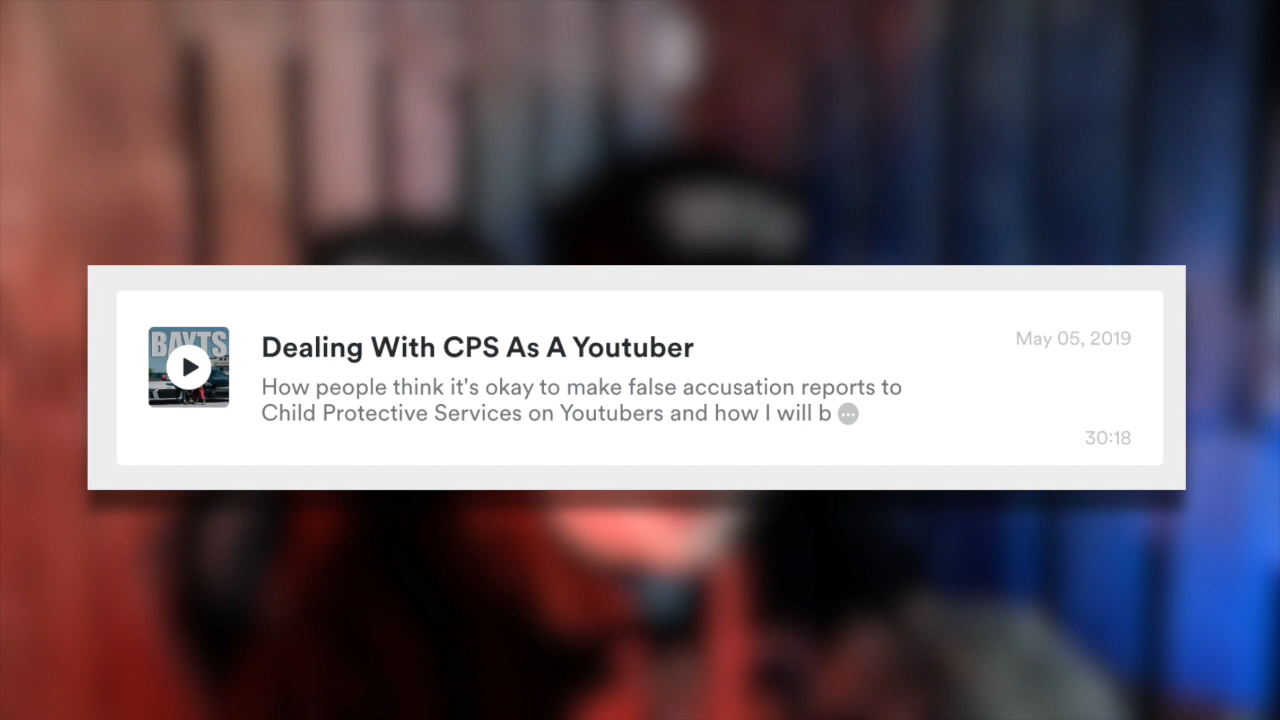 BAYTS
Dealing With CPS As A Youtuber
May 05, 2019
How people think it's okay to make false accusation reports to
Child Protective Services on Youtubers and how I will b
30:18